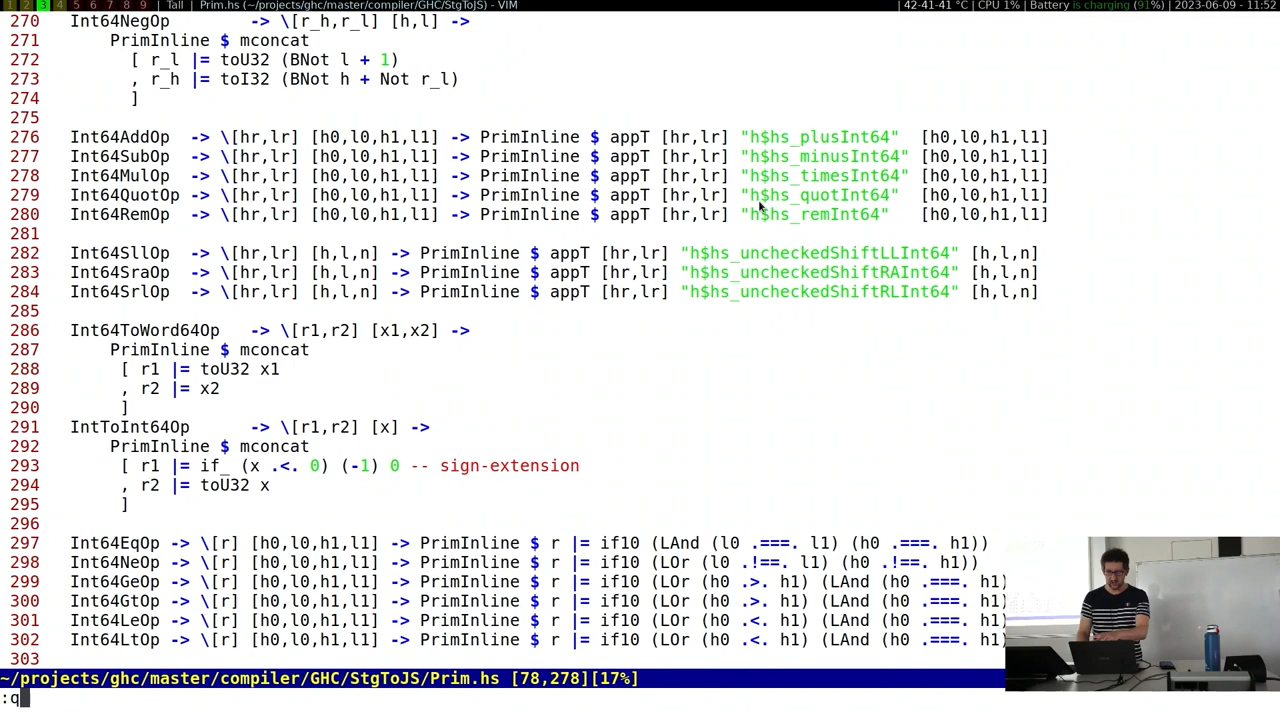 1 2 3 4 5 6 7 8 9 | Tall | Prim.hs (~/projects/ghc/master/compiler/GHC/StgToJS) - VIM | 42-41-41 °C | CPU 1% | Battery is charging (91%) | 2023-06-09 - 11:52
270 Int64NegOp -> \[r_h,r_l] [h,l] ->
271 PrimInline $ mconcat
272 [ r_l |= toU32 (BNot l + 1)
273 , r_h |= toI32 (BNot h + Not r_l)
274 ]
275
276 Int64AddOp -> \[hr,lr] [h0,l0,h1,l1] -> PrimInline $ appT [hr,lr] "h$hs_plusInt64" [h0,l0,h1,l1]
277 Int64SubOp -> \[hr,lr] [h0,l0,h1,l1] -> PrimInline $ appT [hr,lr] "h$hs_minusInt64" [h0,l0,h1,l1]
278 Int64MulOp -> \[hr,lr] [h0,l0,h1,l1] -> PrimInline $ appT [hr,lr] "h$hs_timesInt64" [h0,l0,h1,l1]
279 Int64QuotOp -> \[hr,lr] [h0,l0,h1,l1] -> PrimInline $ appT [hr,lr] "h$hs_quotInt64" [h0,l0,h1,l1]
280 Int64RemOp -> \[hr,lr] [h0,l0,h1,l1] -> PrimInline $ appT [hr,lr] "h$hs_remInt64" [h0,l0,h1,l1]
281
282 Int64SllOp -> \[hr,lr] [h,l,n] -> PrimInline $ appT [hr,lr] "h$hs_uncheckedShiftLLInt64" [h,l,n]
283 Int64SraOp -> \[hr,lr] [h,l,n] -> PrimInline $ appT [hr,lr] "h$hs_uncheckedShiftRAInt64" [h,l,n]
284 Int64SrlOp -> \[hr,lr] [h,l,n] -> PrimInline $ appT [hr,lr] "h$hs_uncheckedShiftRLInt64" [h,l,n]
285
286 Int64ToWord64Op -> \[r1,r2] [x1,x2] ->
287 PrimInline $ mconcat
288 [ r1 |= toU32 x1
289 , r2 |= x2
290 ]
291 IntToInt64Op -> \[r1,r2] [x] ->
292 PrimInline $ mconcat
293 [ r1 |= if_ (x .<. 0) (-1) 0 -- sign-extension
294 , r2 |= toU32 x
295 ]
296
297 Int64EqOp -> \[r] [h0,l0,h1,l1] -> PrimInline $ r |= if10 (LAnd (l0 .===. l1) (h0 .===. h1))
298 Int64NeOp -> \[r] [h0,l0,h1,l1] -> PrimInline $ r |= if10 (LOr (l0 .!==. l1) (h0 .!==. h1))
299 Int64GeOp -> \[r] [h0,l0,h1,l1] -> PrimInline $ r |= if10 (LOr (h0 .>. h1) (LAnd (h0 .===. h1)
300 Int64GtOp -> \[r] [h0,l0,h1,l1] -> PrimInline $ r |= if10 (LOr (h0 .>. h1) (LAnd (h0 .===. h1)
301 Int64LeOp -> \[r] [h0,l0,h1,l1] -> PrimInline $ r |= if10 (LOr (h0 .<. h1) (LAnd (h0 .===. h1)
302 Int64LtOp -> \[r] [h0,l0,h1,l1] -> PrimInline $ r |= if10 (LOr (h0 .<. h1) (LAnd (h0 .===. h1)
303
~/projects/ghc/master/compiler/GHC/StgToJS/Prim.hs [78,278][17%]
:q